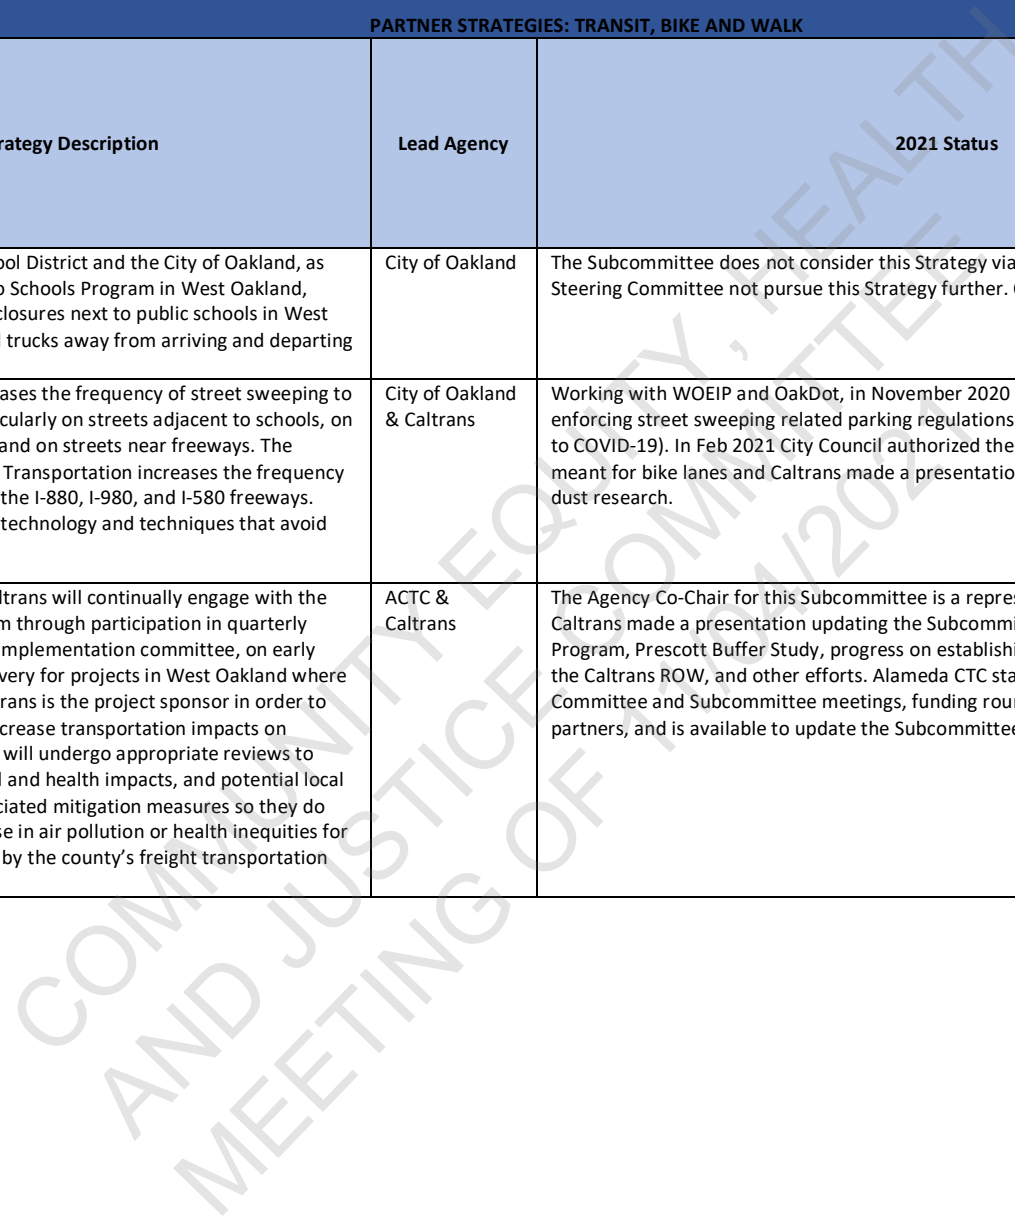 PARTNER STRATEGIES: TRANSIT, BIKE AND WALK
rategy Description
Lead Agency
2021 Status
ool District and the City of Oakland, as
o Schools Program in West Oakland,
closures next to public schools in West
trucks away from arriving and departing
City of Oakland
The Subcommittee does not consider this Strategy via
Steering Committee not pursue this Strategy further.
ases the frequency of street sweeping to
cularly on streets adjacent to schools, on
and on streets near freeways. The
Transportation increases the frequency
the I-880, I-980, and I-580 freeways.
technology and techniques that avoid
City of Oakland
& Caltrans
Working with WOEIP and OakDot, in November 2020
enforcing street sweeping related parking regulations
to COVID-19). In Feb 2021 City Council authorized the
meant for bike lanes and Caltrans made a presentatio
dust research.
ltrans will continually engage with the
m through participation in quarterly
mplementation committee, on early
very for projects in West Oakland where
rans is the project sponsor in order to
crease transportation impacts on
will undergo appropriate reviews to
l and health impacts, and potential local
ciated mitigation measures so they do
se in air pollution or health inequities for
by the county’s freight transportation
ACTC &
Caltrans
The Agency Co-Chair for this Subcommittee is a repres
Caltrans made a presentation updating the Subcommi
Program, Prescott Buffer Study, progress on establishi
the Caltrans ROW, and other efforts. Alameda CTC sta
Committee and Subcommittee meetings, funding roun
partners, and is available to update the Subcommittee
COMMUNITY EQUITY, HEALTH
AND JUSTICE COMMITTEE
MEETING OF 11/04/2021